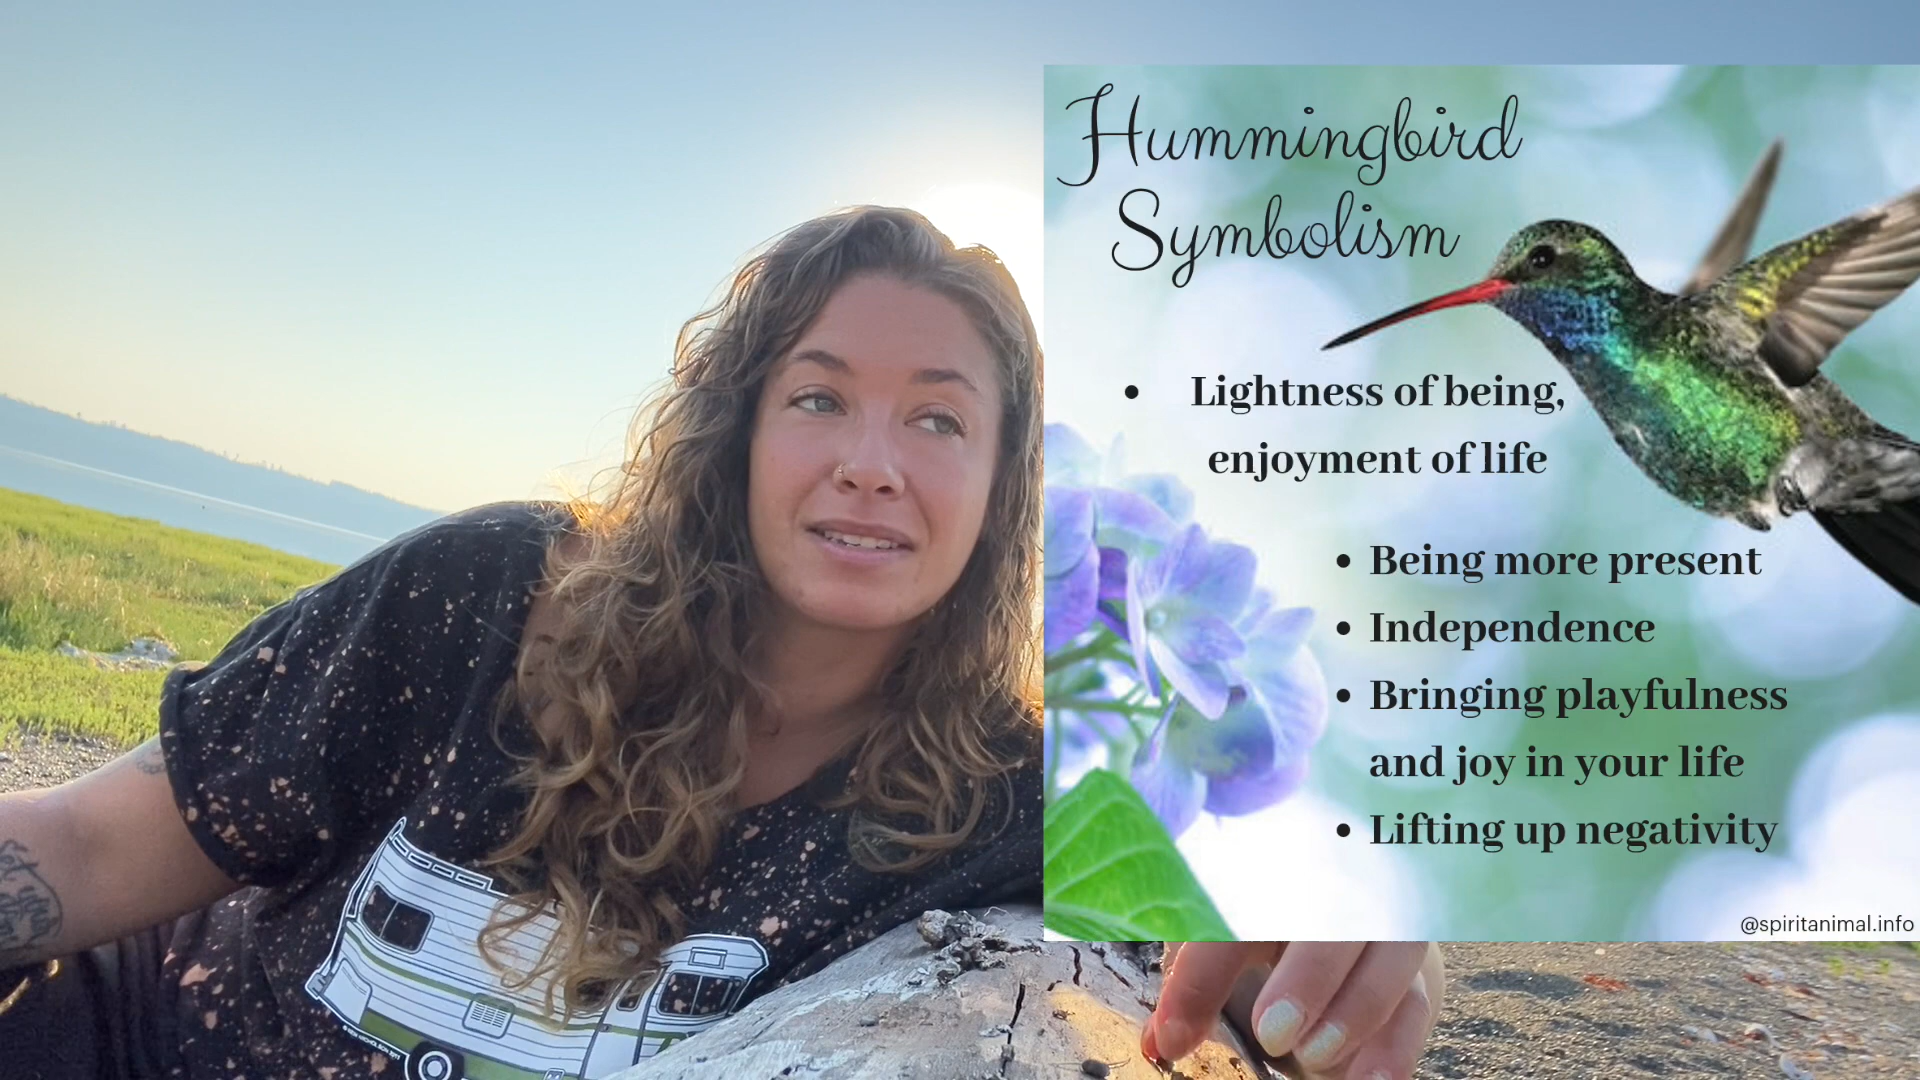 Hummingbird
Symbolism
• Lightness of being,
enjoyment of life
• Being more present
• Independence
• Bringing playfulness
and joy in your life
• Lifting up negativity
@spiritanimal.info